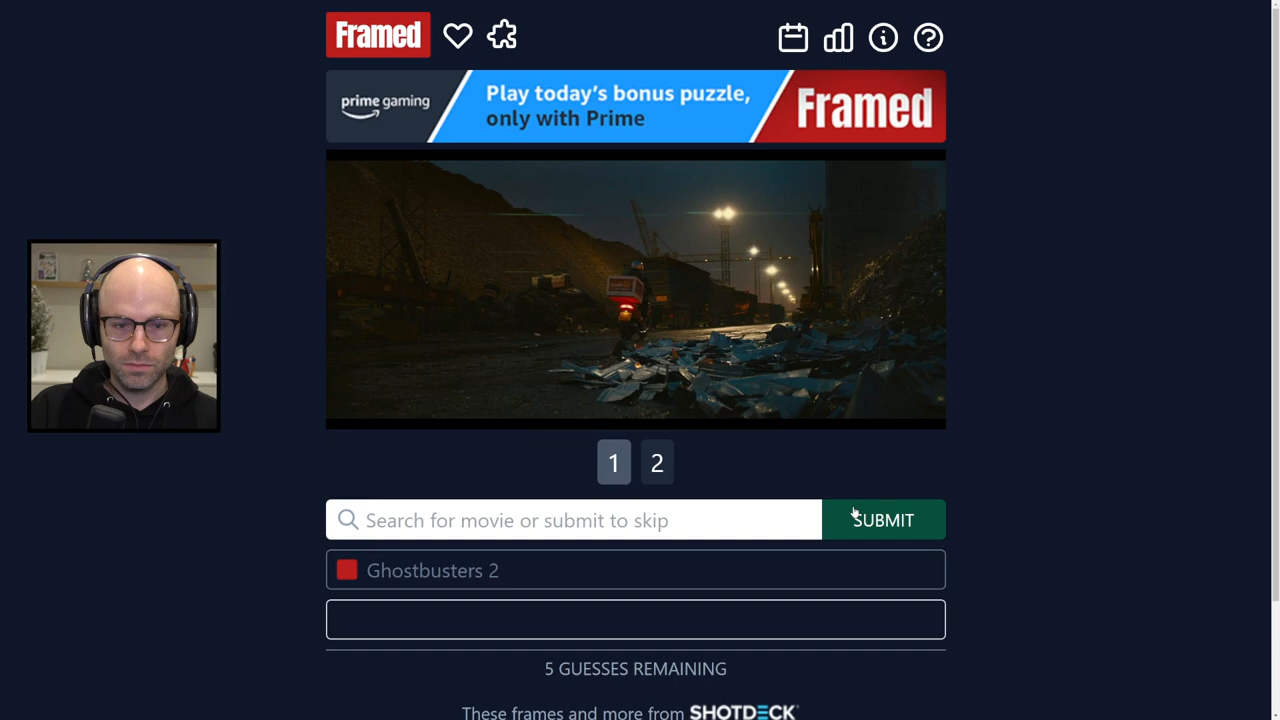 Framed
prime gaming
Play today's bonus puzzle,
only with Prime
Framed
1 2
Search for movie or submit to skip
SUBMIT
Ghostbusters 2
5 GUESSES REMAINING
These frames and more from SHOTDECK